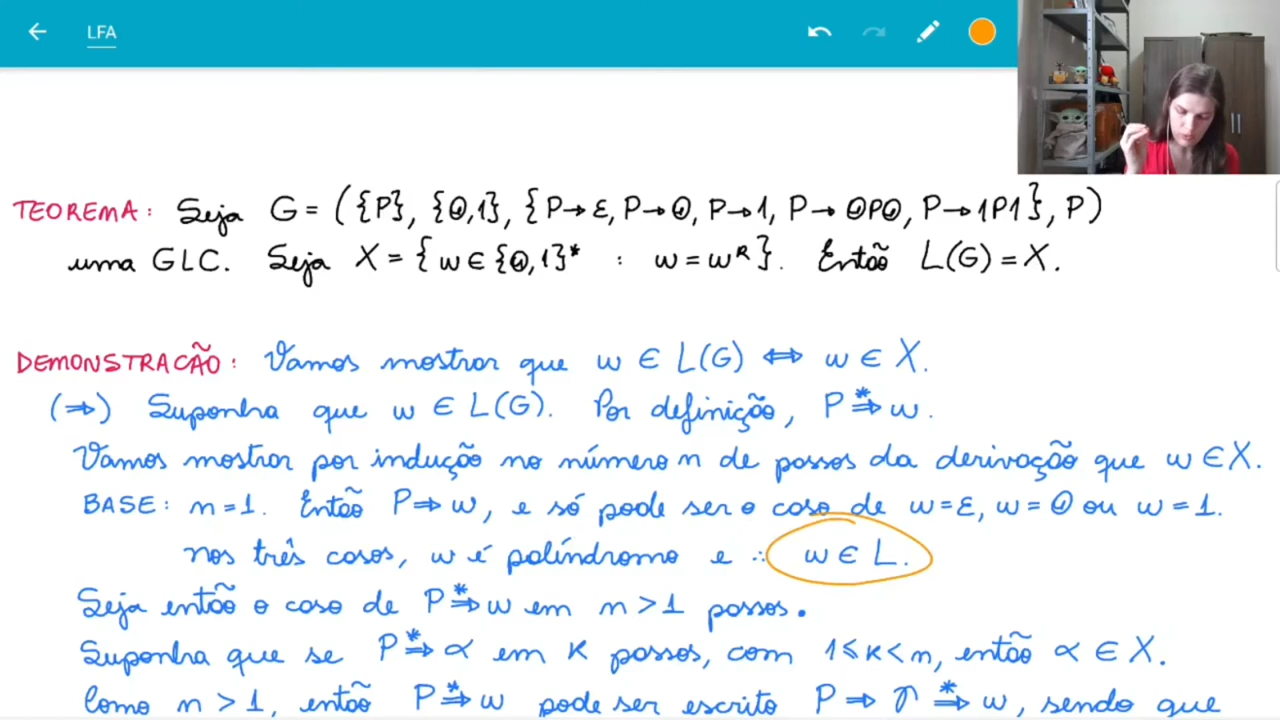 LFA
TEOREMA: Seja G = ({P}, {0,1}, {P→ε, P→0, P→1, P→0P0, P→1P1}, P)
uma GLC. Seja X = {w ∈ {0,1}* : w = wᴿ}. Então L(G) = X.
DEMONSTRAÇÃO: Vamos mostrar que w ∈ L(G) ⇔ w ∈ X.
(⇒) Suponha que w ∈ L(G). Por definição, P ⇒* w.
Vamos mostrar por indução no número n de passos da derivação que w ∈ X.
BASE: n = 1. Então P ⇒ w, e só pode ser o caso de w = ε, w = 0 ou w = 1.
nos três casos, w é palíndromo e ∴ w ∈ L.
Seja então o caso de P ⇒* w em n > 1 passos.
Suponha que se P ⇒* α em K passos, com 1 ≤ K < n, então α ∈ X.
Como n > 1, então P ⇒* w pode ser escrito P ⇒ γ ⇒* w, sendo que